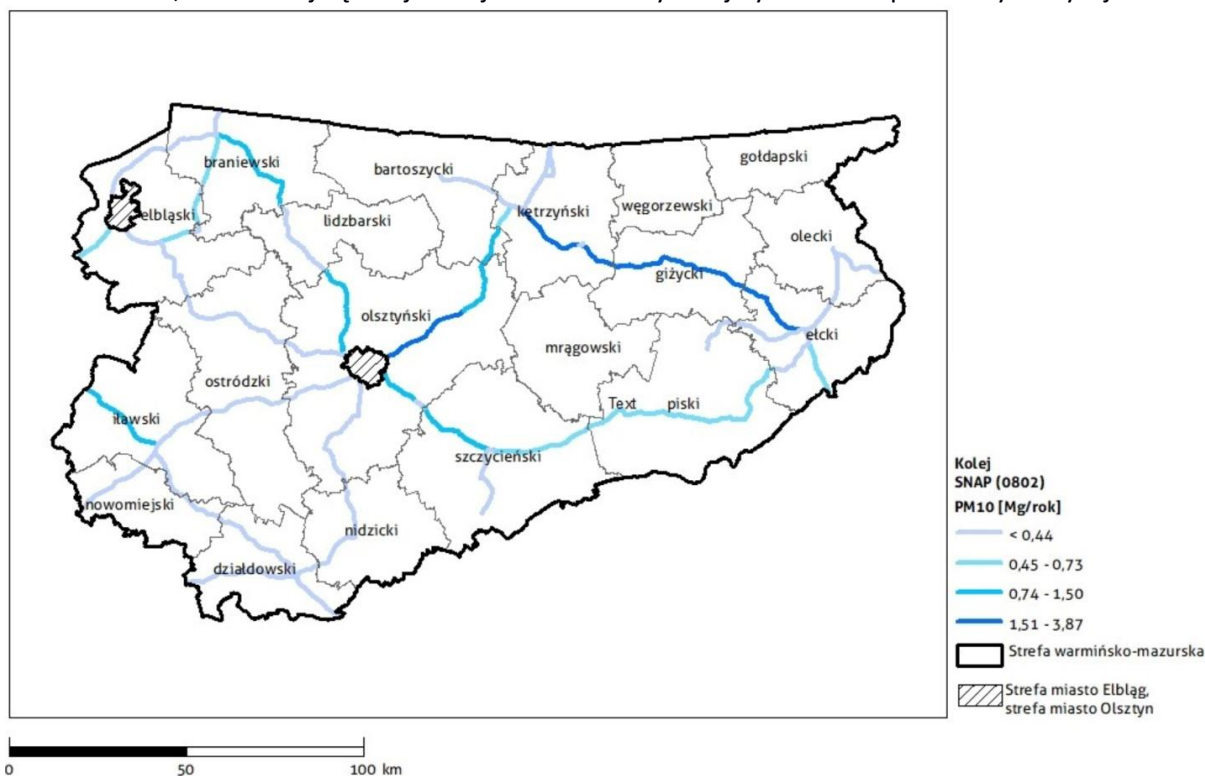 braniewski
bartoszycki
gołdapski
elbląski
lidzbarski
kętrzyński
węgorzewski
olecki
giżycki
olsztyński
mrągowski
ełcki
ostródzki
iławski
Text
piski
szczycieński
nowomiejski
nidzicki
działdowski
Kolej
SNAP (0802)
PM10 [Mg/rok]
< 0,44
0,45 - 0,73
0,74 - 1,50
1,51 - 3,87
Strefa warmińsko-mazurska
Strefa miasto Elbląg,
strefa miasto Olsztyn
0 50 100 km